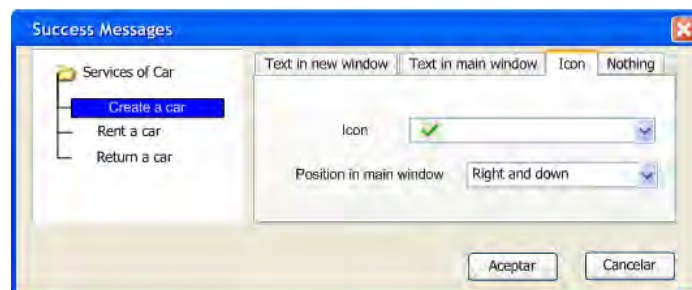 Success Messages
Services of Car
Create a car
Rent a car
Return a car
Text in new window
Text in main window
Icon
Nothing
Icon
Position in main window
Right and down
Aceptar
Cancelar